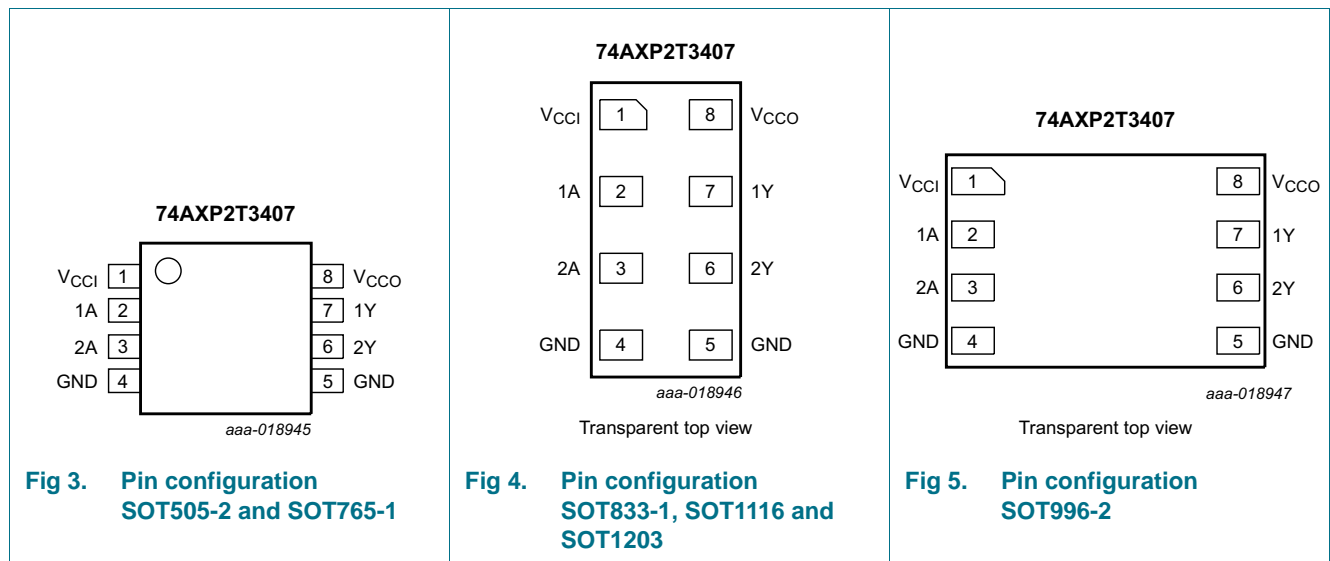 74AXP2T3407
VCCI 1 8 VCCO
1A 2 7 1Y
2A 3 6 2Y
GND 4 5 GND
aaa-018945
Fig 3. Pin configuration
SOT505-2 and SOT765-1
74AXP2T3407
VCCI 1 8 VCCO
1A 2 7 1Y
2A 3 6 2Y
GND 4 5 GND
aaa-018946
Transparent top view
Fig 4. Pin configuration
SOT833-1, SOT1116 and
SOT1203
74AXP2T3407
VCCI 1 8 VCCO
1A 2 7 1Y
2A 3 6 2Y
GND 4 5 GND
aaa-018947
Transparent top view
Fig 5. Pin configuration
SOT996-2